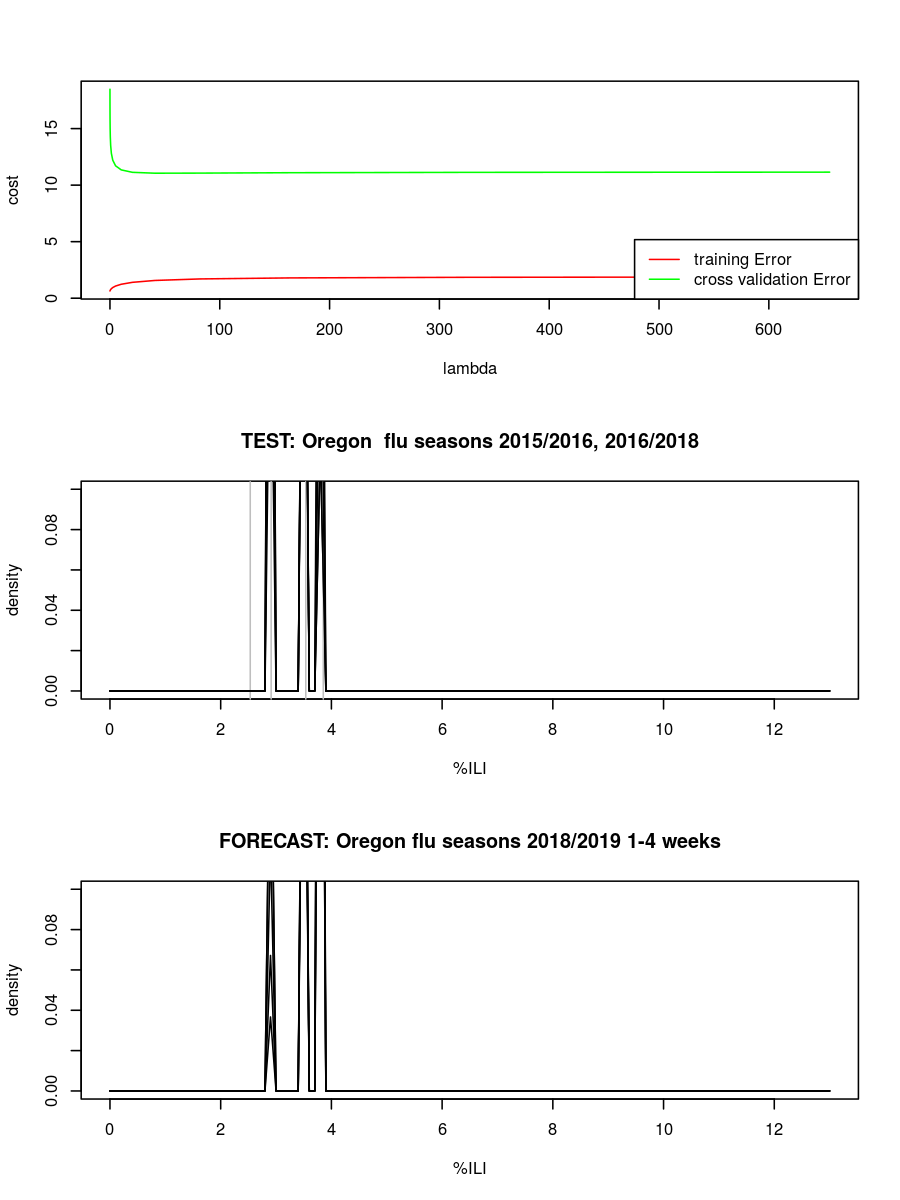 cost
0 5 10 15
training Error
cross validation Error
0 100 200 300 400 500 600
lambda
TEST: Oregon  flu seasons 2015/2016, 2016/2018
density
0.00 0.04 0.08
0 2 4 6 8 10 12
%ILI
FORECAST: Oregon flu seasons 2018/2019 1-4 weeks
density
0.00 0.04 0.08
0 2 4 6 8 10 12
%ILI